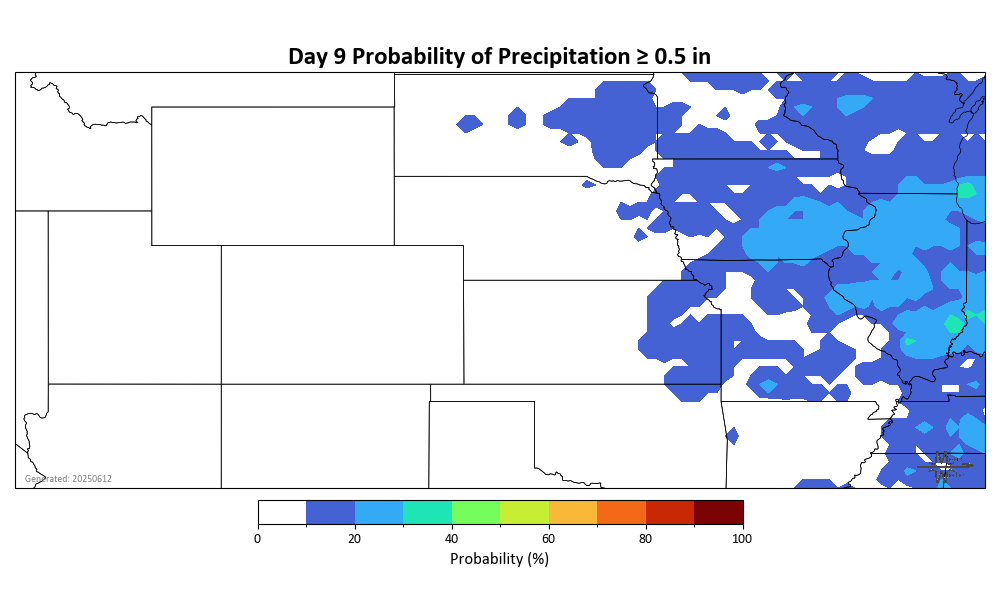 Day 9 Probability of Precipitation ≥ 0.5 in
Generated: 20250612
0 20 40 60 80 100
Probability (%)